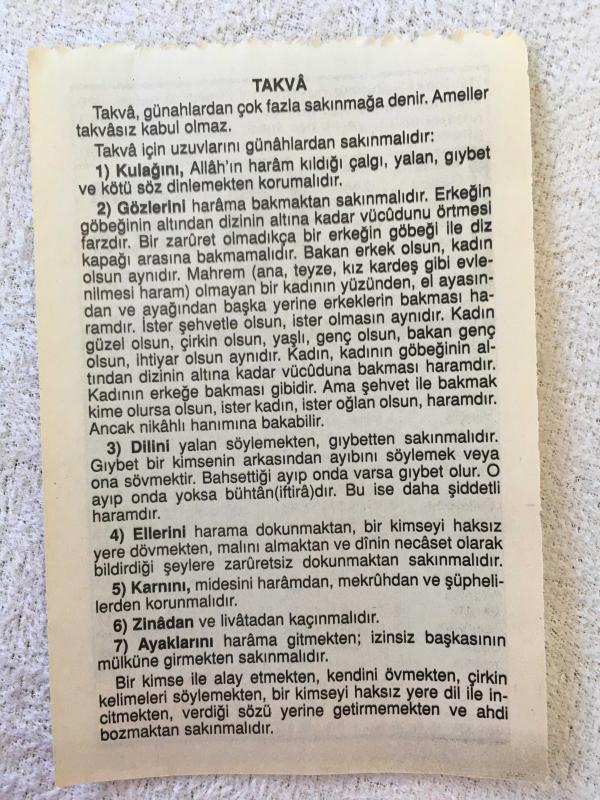 TAKVÂ
Takvâ, günahlardan çok fazla sakınmağa denir. Ameller
takvâsız kabul olmaz.
Takvâ için uzuvlarını günâhlardan sakınmalıdır:
1) Kulağını, Allâh'ın harâm kıldığı çalgı, yalan, gıybet
ve kötü söz dinlemekten korumalıdır.
2) Gözlerini harâma bakmaktan sakınmalıdır. Erkeğin
göbeğinin altından dizinin altına kadar vücûdunu örtmesi
farzdır. Bir zarûret olmadıkça bir erkeğin göbeği ile diz
kapağı arasına bakmamalıdır. Bakan erkek olsun, kadın
olsun aynıdır. Mahrem (ana, teyze, kız kardeş gibi evle-
nilmesi haram) olmayan bir kadının yüzünden, el ayasın-
dan ve ayağından başka yerine erkeklerin bakması ha-
ramdır. İster şehvetle olsun, ister olmasın aynıdır. Kadın
güzel olsun, çirkin olsun, yaşlı, genç olsun, bakan genç
olsun, ihtiyar olsun aynıdır. Kadın, kadının göbeğinin al-
tından dizinin altına kadar vücûduna bakması haramdır.
Kadının erkeğe bakması gibidir. Ama şehvet ile bakmak
kime olursa olsun, ister kadın, ister oğlan olsun, haramdır.
Ancak nikâhlı hanımına bakabilir.
3) Dilini yalan söylemekten, gıybetten sakınmalıdır.
Gıybet bir kimsenin arkasından ayıbını söylemek veya
ona sövmektir. Bahsettiği ayıp onda varsa gıybet olur. O
ayıp onda yoksa bühtân(iftirâ)dır. Bu ise daha şiddetli
haramdır.
4) Ellerini harama dokunmaktan, bir kimseyi haksız
yere dövmekten, malını almaktan ve dînin necâset olarak
bildirdiği şeylere zarûretsiz dokunmaktan sakınmalıdır.
5) Karnını, midesini harâmdan, mekrûhdan ve şüpheli-
lerden korunmalıdır.
6) Zinâdan ve livâtadan kaçınmalıdır.
7) Ayaklarını harâma gitmekten; izinsiz başkasının
mülküne girmekten sakınmalıdır.
Bir kimse ile alay etmekten, kendini övmekten, çirkin
kelimeleri söylemekten, bir kimseyi haksız yere dil ile in-
citmekten, verdiği sözü yerine getirmemekten ve ahdi
bozmaktan sakınmalıdır.